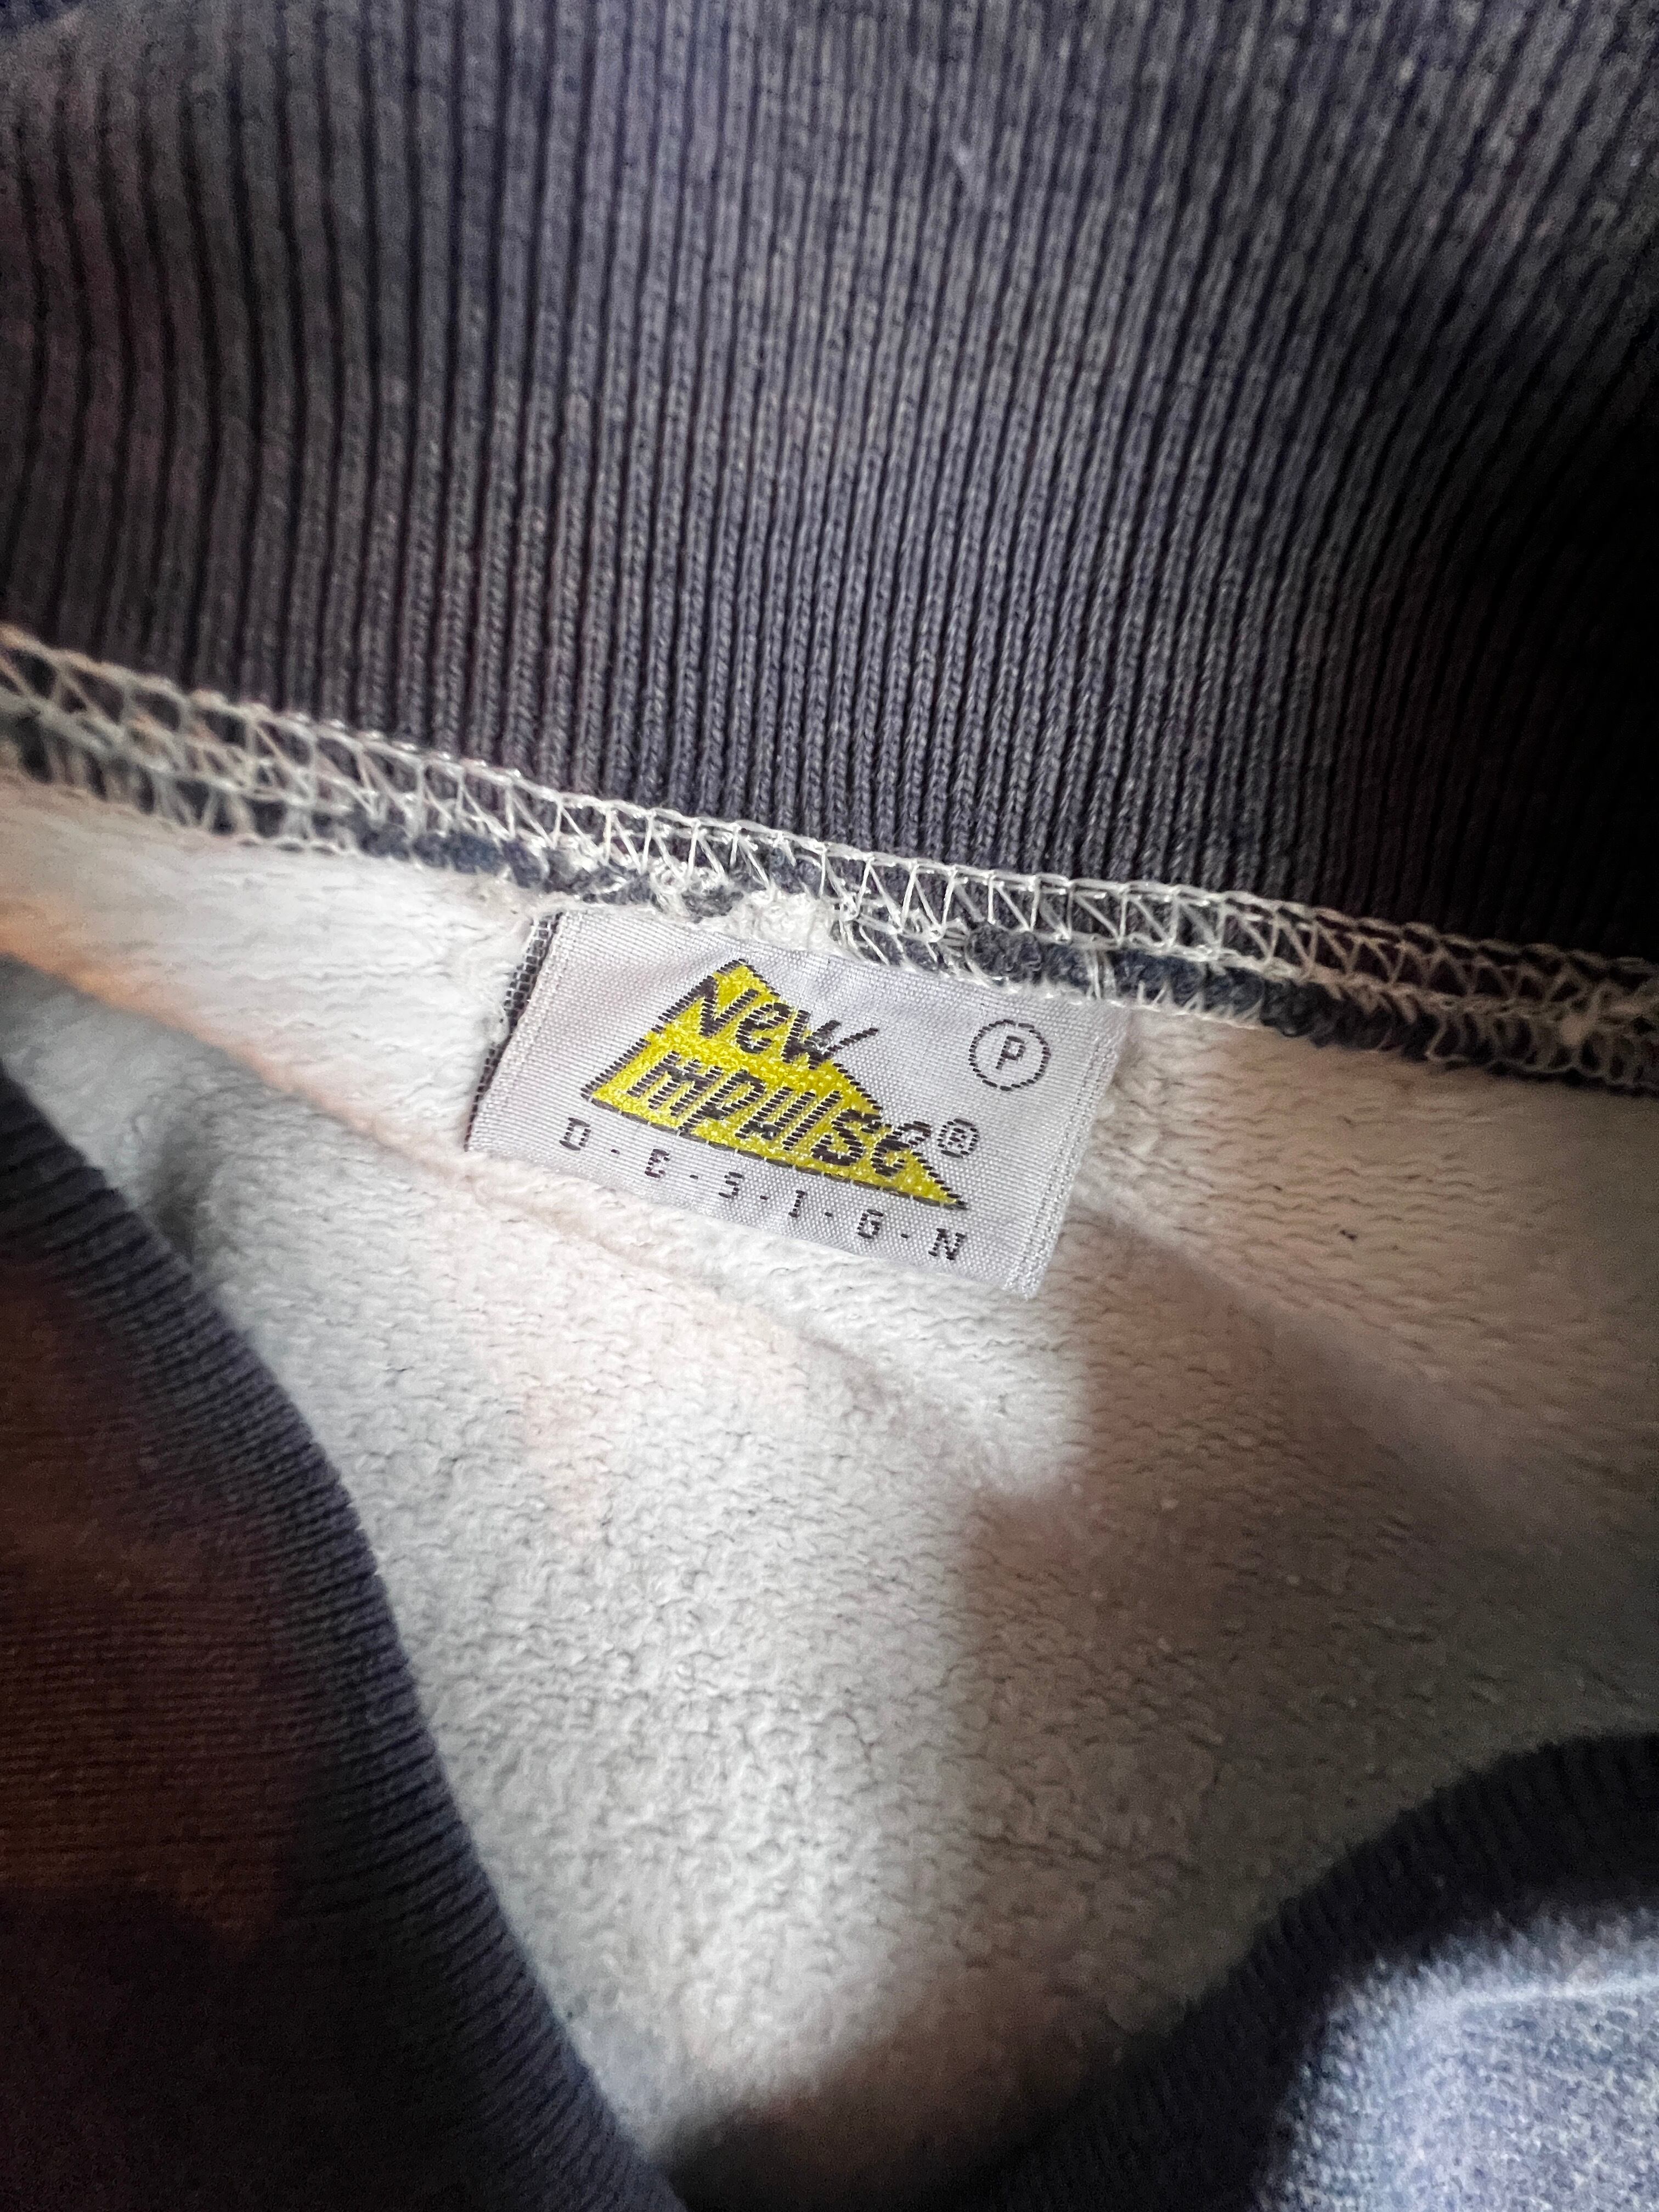 New
Impulse®
D-E-S-I-G-N
P